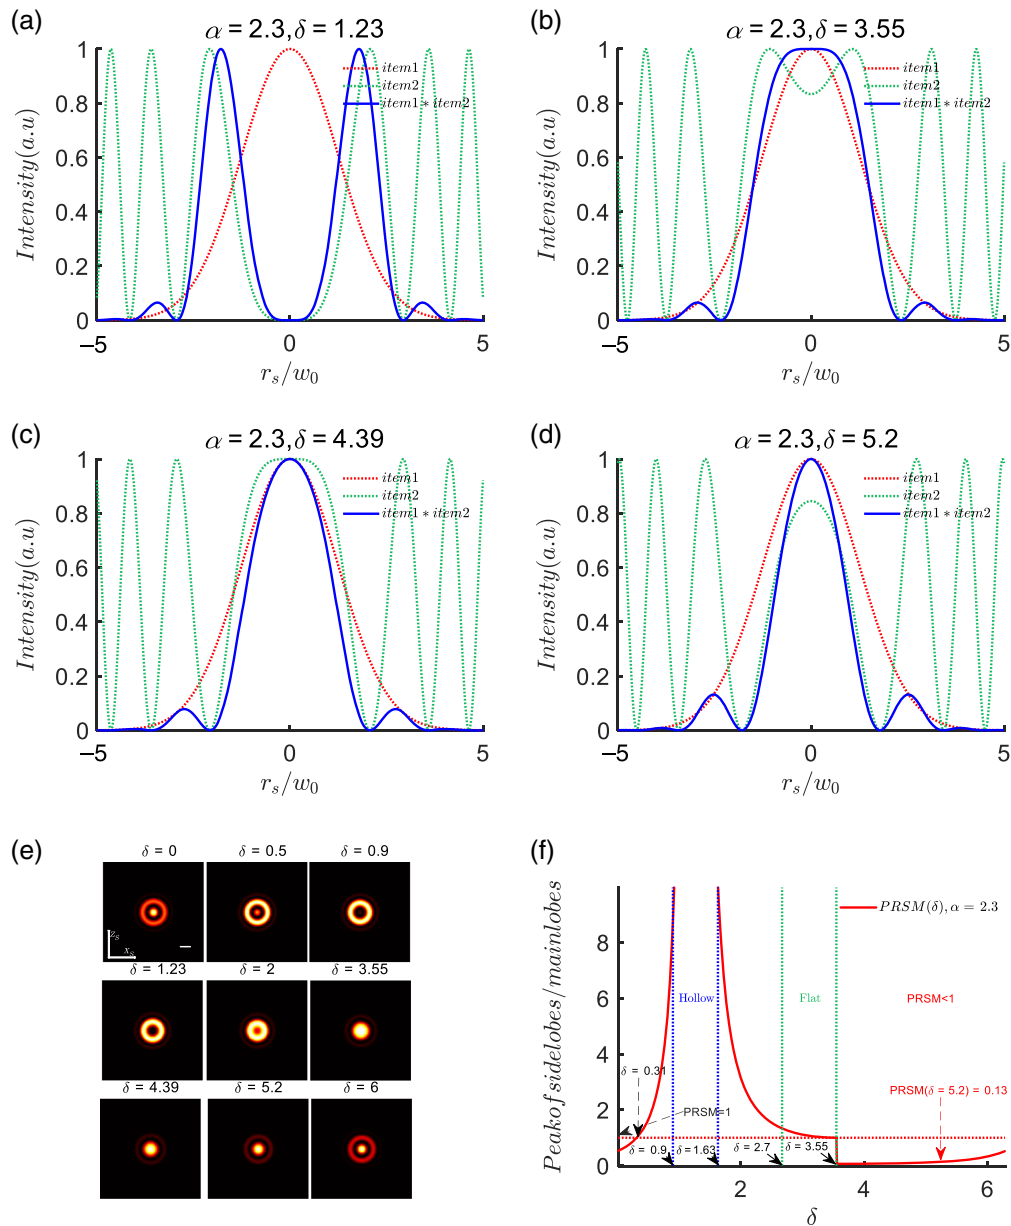 (a)
α = 2.3,δ = 1.23
Intensity(a.u)
1
0.8
0.6
0.4
0.2
0
−5
0
5
r_s/w_0
item1
item2
item1 * item2
(b)
α = 2.3,δ = 3.55
Intensity(a.u)
1
0.8
0.6
0.4
0.2
0
−5
0
5
r_s/w_0
item1
item2
item1 * item2
(c)
α = 2.3,δ = 4.39
Intensity(a.u)
1
0.8
0.6
0.4
0.2
0
−5
0
5
r_s/w_0
item1
item2
item1 * item2
(d)
α = 2.3,δ = 5.2
Intensity(a.u)
1
0.8
0.6
0.4
0.2
0
−5
0
5
r_s/w_0
item1
item2
item1 * item2
(e)
δ = 0
δ = 0.5
δ = 0.9
z_s
x_s
δ = 1.23
δ = 2
δ = 3.55
δ = 4.39
δ = 5.2
δ = 6
(f)
Peakofsidelobes/mainlobes
8
6
4
2
0
2
4
6
δ
PRSM(δ), α = 2.3
Hollow
Flat
PRSM<1
δ = 0.31
PRSM=1
PRSM(δ = 5.2) = 0.13
δ = 0.9
δ = 1.63
δ = 2.7
δ = 3.55